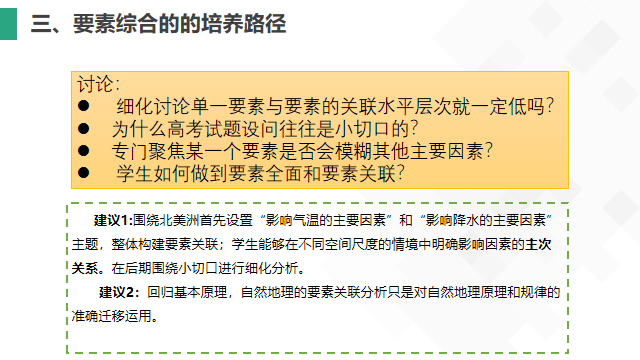 三、要素综合的的培养路径
讨论：
● 细化讨论单一要素与要素的关联水平层次就一定低吗？
● 为什么高考试题设问往往是小切口的？
● 专门聚焦某一个要素是否会模糊其他主要因素？
● 学生如何做到要素全面和要素关联？
建议1:围绕北美洲首先设置“影响气温的主要因素”和“影响降水的主要因素”
主题，整体构建要素关联；学生能够在不同空间尺度的情境中明确影响因素的主次
关系。在后期围绕小切口进行细化分析。
建议2：回归基本原理，自然地理的要素关联分析只是对自然地理原理和规律的
准确迁移运用。